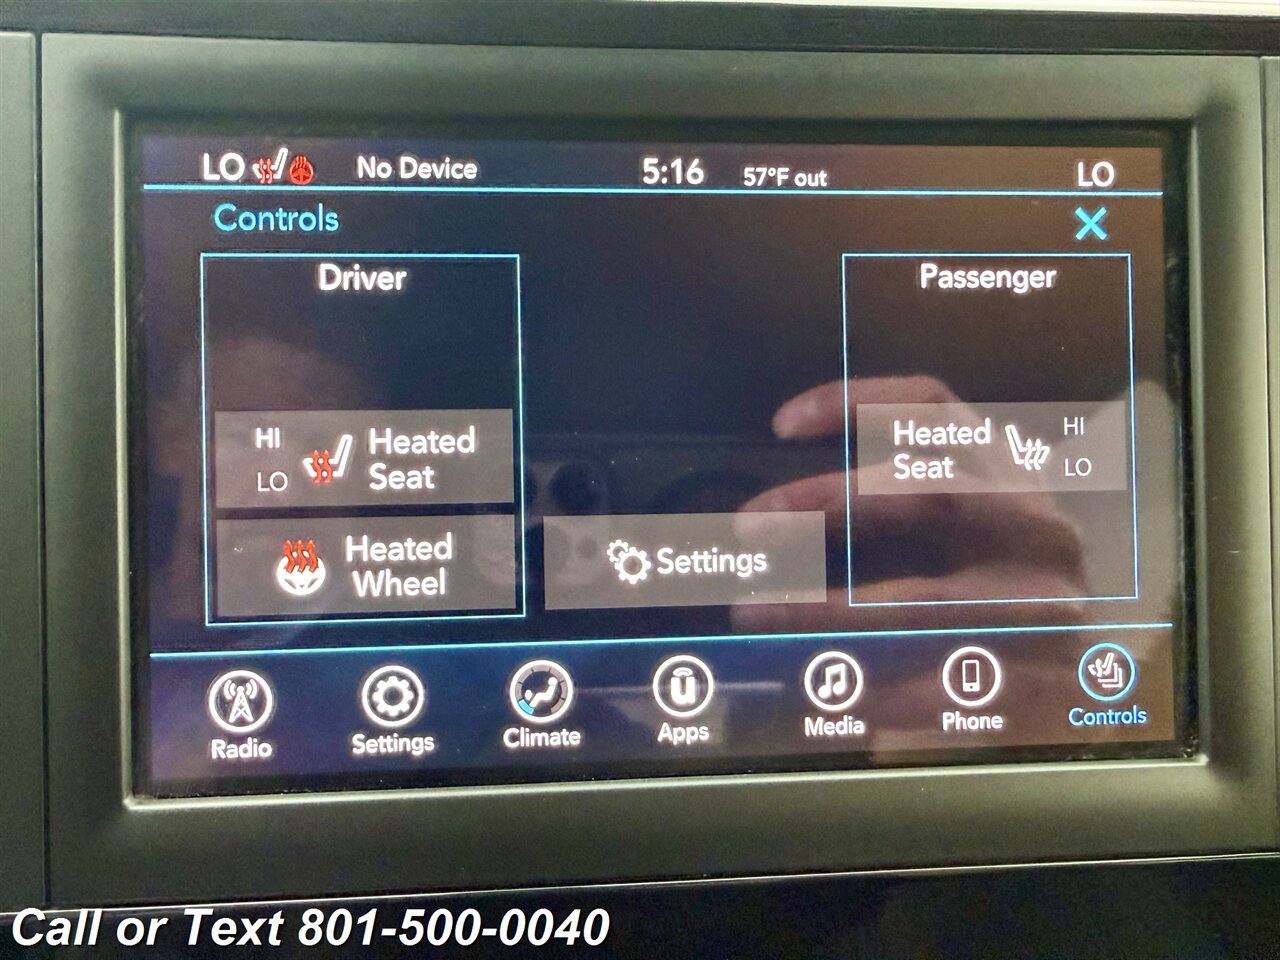 LO No Device 5:16 57°F out LO
Controls
Driver
Passenger
HI
LO
Heated
Seat
Heated
Seat
HI
LO
Heated
Wheel
Settings
Radio
Settings
Climate
Apps
Media
Phone
Controls
Call or Text 801-500-0040